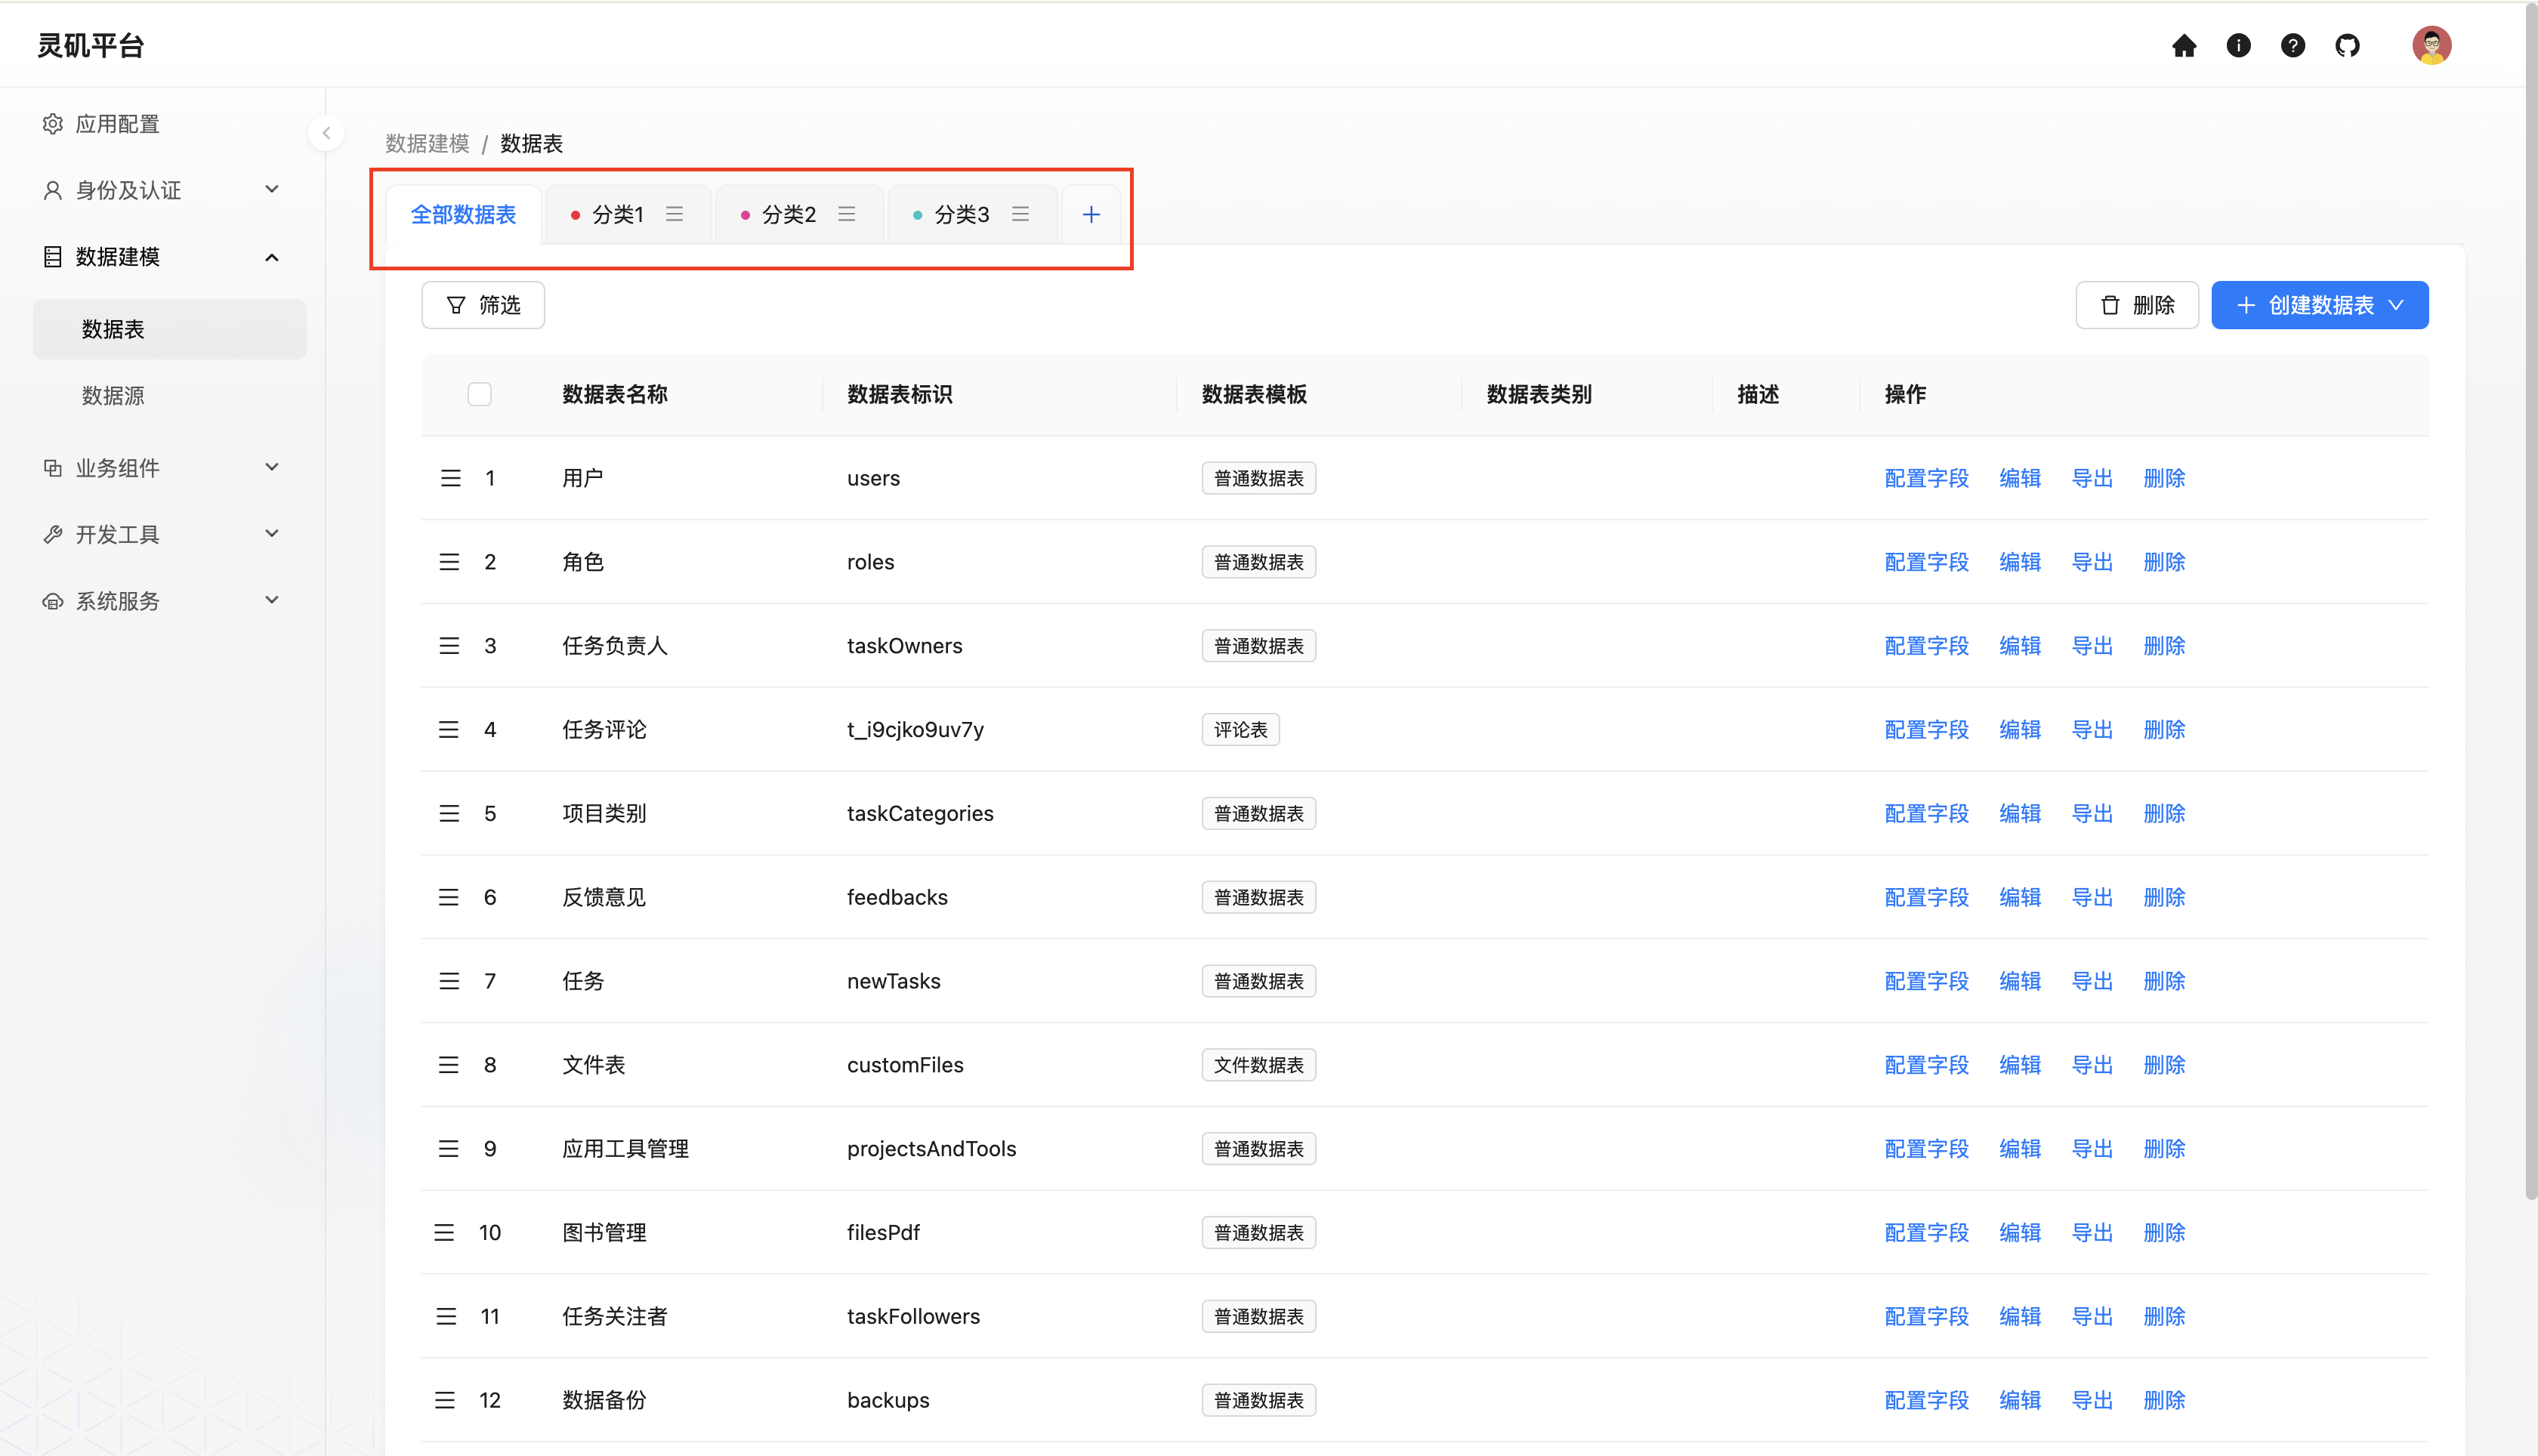 灵矶平台
应用配置
身份及认证
数据建模
数据表
数据源
业务组件
开发工具
系统服务
数据建模 / 数据表
全部数据表 分类1 分类2 分类3 +
筛选 删除 + 创建数据表
数据表名称 数据表标识 数据表模板 数据表类别 描述 操作
1 用户 users 普通数据表 配置字段 编辑 导出 删除
2 角色 roles 普通数据表 配置字段 编辑 导出 删除
3 任务负责人 taskOwners 普通数据表 配置字段 编辑 导出 删除
4 任务评论 t_i9cjko9uv7y 评论表 配置字段 编辑 导出 删除
5 项目类别 taskCategories 普通数据表 配置字段 编辑 导出 删除
6 反馈意见 feedbacks 普通数据表 配置字段 编辑 导出 删除
7 任务 newTasks 普通数据表 配置字段 编辑 导出 删除
8 文件表 customFiles 文件数据表 配置字段 编辑 导出 删除
9 应用工具管理 projectsAndTools 普通数据表 配置字段 编辑 导出 删除
10 图书管理 filesPdf 普通数据表 配置字段 编辑 导出 删除
11 任务关注者 taskFollowers 普通数据表 配置字段 编辑 导出 删除
12 数据备份 backups 普通数据表 配置字段 编辑 导出 删除